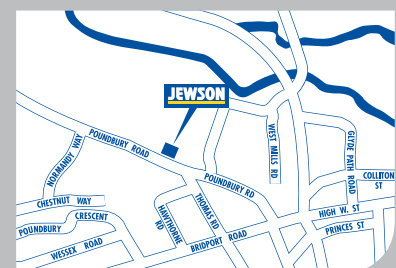 JEWSON
NORMANDY WAY
POUNDBURY ROAD
WEST MILLS RD
GLYDE PATH ROAD
COLLITON
ST
POUNDBURY RD
CHESTNUT WAY
CRESCENT
POUNDBURY
WESSEX ROAD
HAWTHORNE
RD
THOMAS RD
BRIDPORT ROAD
HIGH W. ST
PRINCES ST